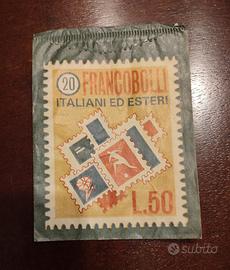 20 FRANCOBOLLI
ITALIANI ED ESTERI
L.50
subito